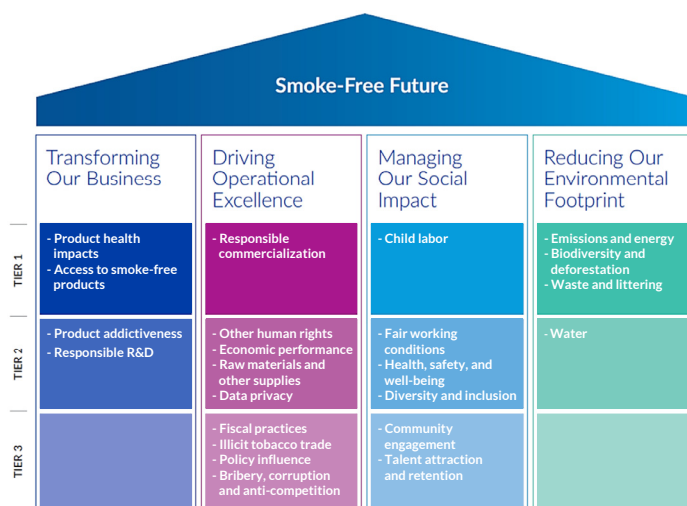 Smoke-Free Future
Transforming
Our Business
Driving
Operational
Excellence
Managing
Our Social
Impact
Reducing Our
Environmental
Footprint
TIER 1
- Product health
impacts
- Access to smoke-free
products
- Responsible
commercialization
- Child labor
- Emissions and energy
- Biodiversity and
deforestation
- Waste and littering
TIER 2
- Product addictiveness
- Responsible R&D
- Other human rights
- Economic performance
- Raw materials and
other supplies
- Data privacy
- Fair working
conditions
- Health, safety, and
well-being
- Diversity and inclusion
- Water
TIER 3
- Fiscal practices
- Illicit tobacco trade
- Policy influence
- Bribery, corruption
and anti-competition
- Community
engagement
- Talent attraction
and retention